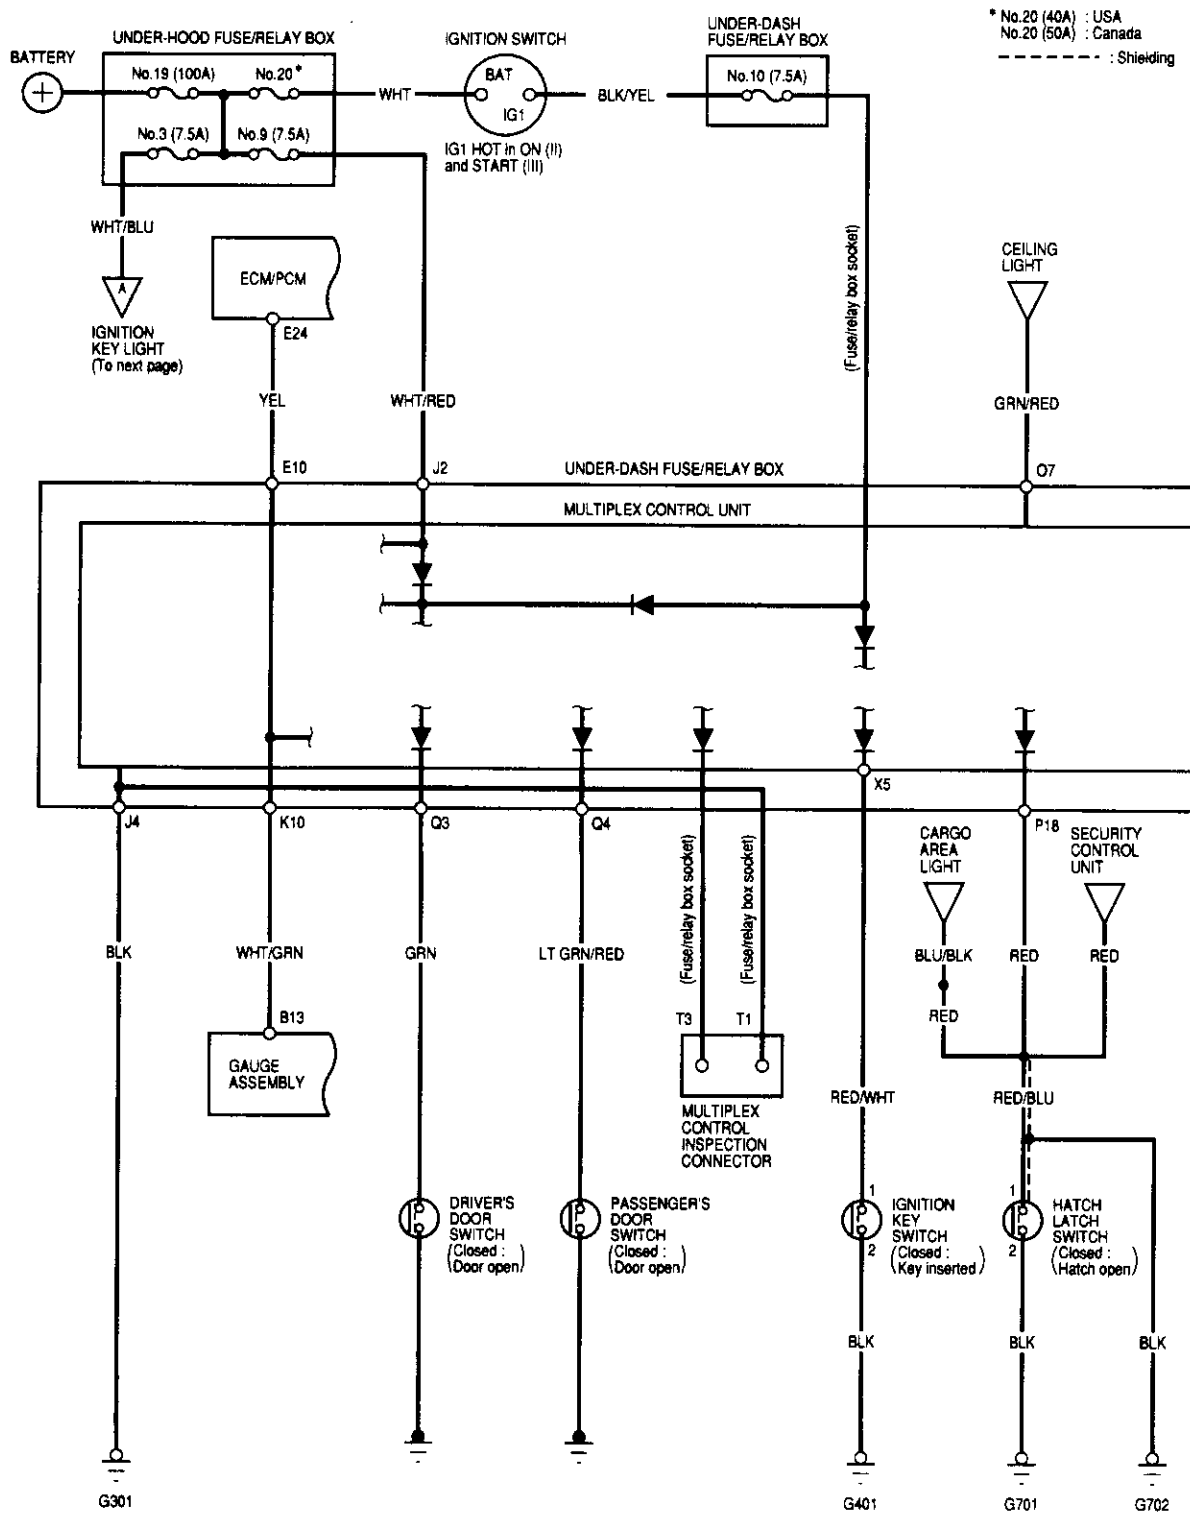 * No.20 (40A) : USA
No.20 (50A) : Canada
- - - - - - - : Shielding
BATTERY
UNDER-HOOD FUSE/RELAY BOX
No.19 (100A)
No.20*
No.3 (7.5A)
No.9 (7.5A)
WHT
IGNITION SWITCH
BAT
IG1
IG1 HOT in ON (II)
and START (III)
BLK/YEL
UNDER-DASH
FUSE/RELAY BOX
No.10 (7.5A)
WHT/BLU
A
IGNITION
KEY LIGHT
(To next page)
ECM/PCM
E24
YEL
WHT/RED
(Fuse/relay box socket)
CEILING
LIGHT
GRN/RED
E10
J2
UNDER-DASH FUSE/RELAY BOX
O7
MULTIPLEX CONTROL UNIT
J4
K10
Q3
Q4
X5
P18
(Fuse/relay box socket)
(Fuse/relay box socket)
CARGO
AREA
LIGHT
SECURITY
CONTROL
UNIT
BLK
WHT/GRN
GRN
LT GRN/RED
BLU/BLK
RED
RED
RED
B13
GAUGE
ASSEMBLY
T3
T1
MULTIPLEX
CONTROL
INSPECTION
CONNECTOR
RED/WHT
RED/BLU
DRIVER'S
DOOR
SWITCH
(Closed :
Door open)
PASSENGER'S
DOOR
SWITCH
(Closed :
Door open)
1
2
IGNITION
KEY
SWITCH
(Closed :
Key inserted)
1
2
HATCH
LATCH
SWITCH
(Closed :
Hatch open)
BLK
BLK
BLK
G301
G401
G701
G702